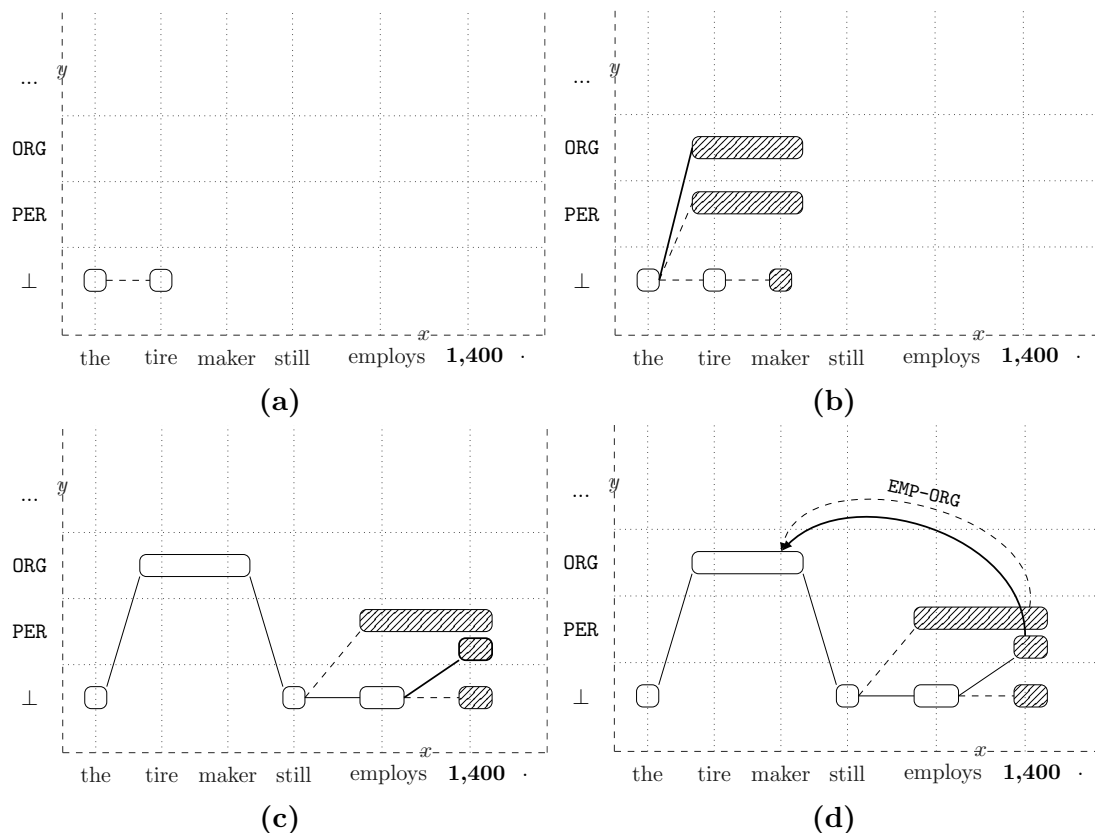 ... y
ORG
PER
⊥
x
the tire maker still employs 1,400 .
(a)
... y
ORG
PER
⊥
x
the tire maker still employs 1,400 .
(b)
... y
ORG
PER
⊥
x
the tire maker still employs 1,400 .
(c)
... y
EMP-ORG
ORG
PER
⊥
x
the tire maker still employs 1,400 .
(d)